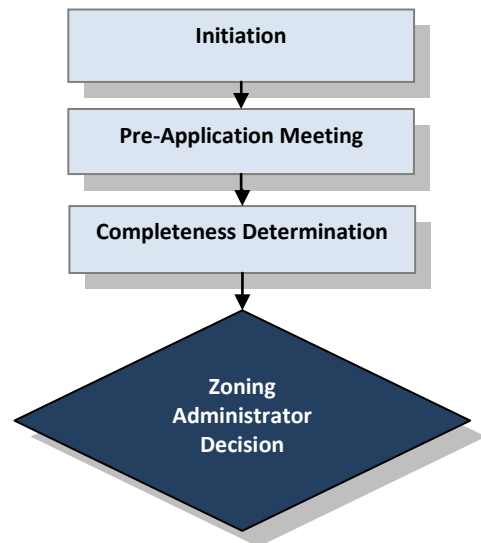 Initiation
Pre-Application Meeting
Completeness Determination
Zoning
Administrator
Decision